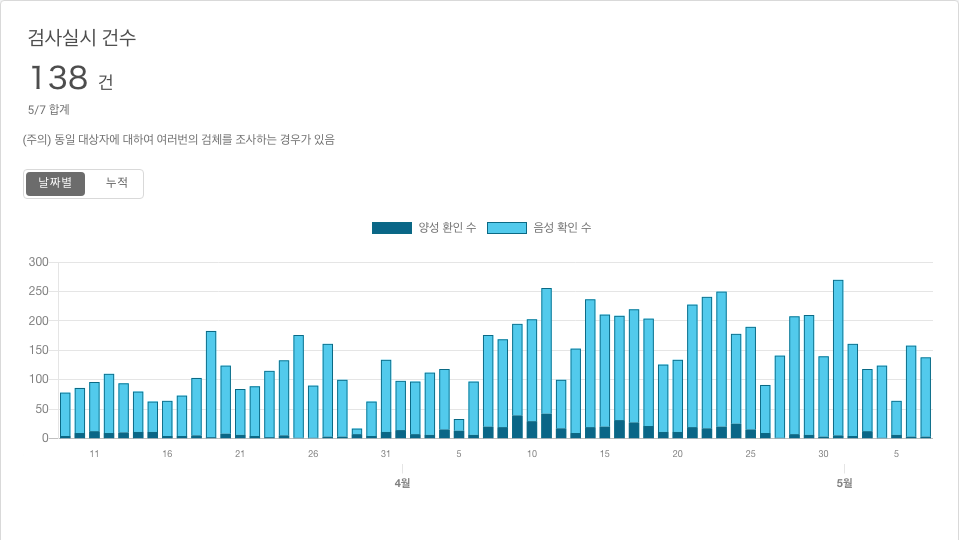 검사실시 건수
138 건
5/7 합계
(주의) 동일 대상자에 대하여 여러번의 검체를 조사하는 경우가 있음
날짜별 누적
양성 환인 수 음성 확인 수
300
250
200
150
100
50
0
11 16 21 26 31 5 10 15 20 25 30 5
4월 5월